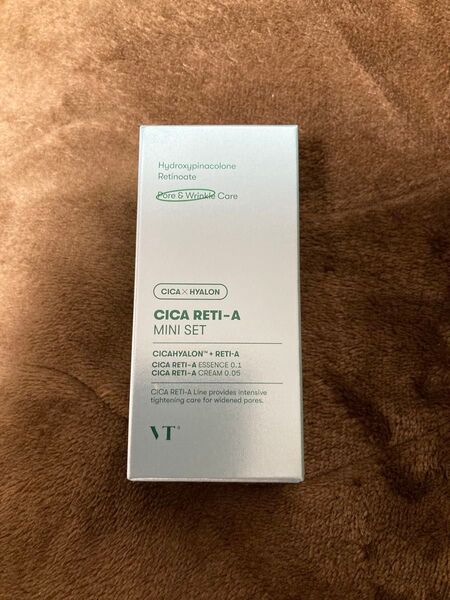 Hydroxypinacolone
Retinoate
Pore & Wrinkle Care
CICA × HYALON
CICA RETI-A
MINI SET
CICAHYALON™ + RETI-A
CICA RETI-A ESSENCE 0.1
CICA RETI-A CREAM 0.05
CICA RETI-A Line provides intensive
tightening care for widened pores.
VT®